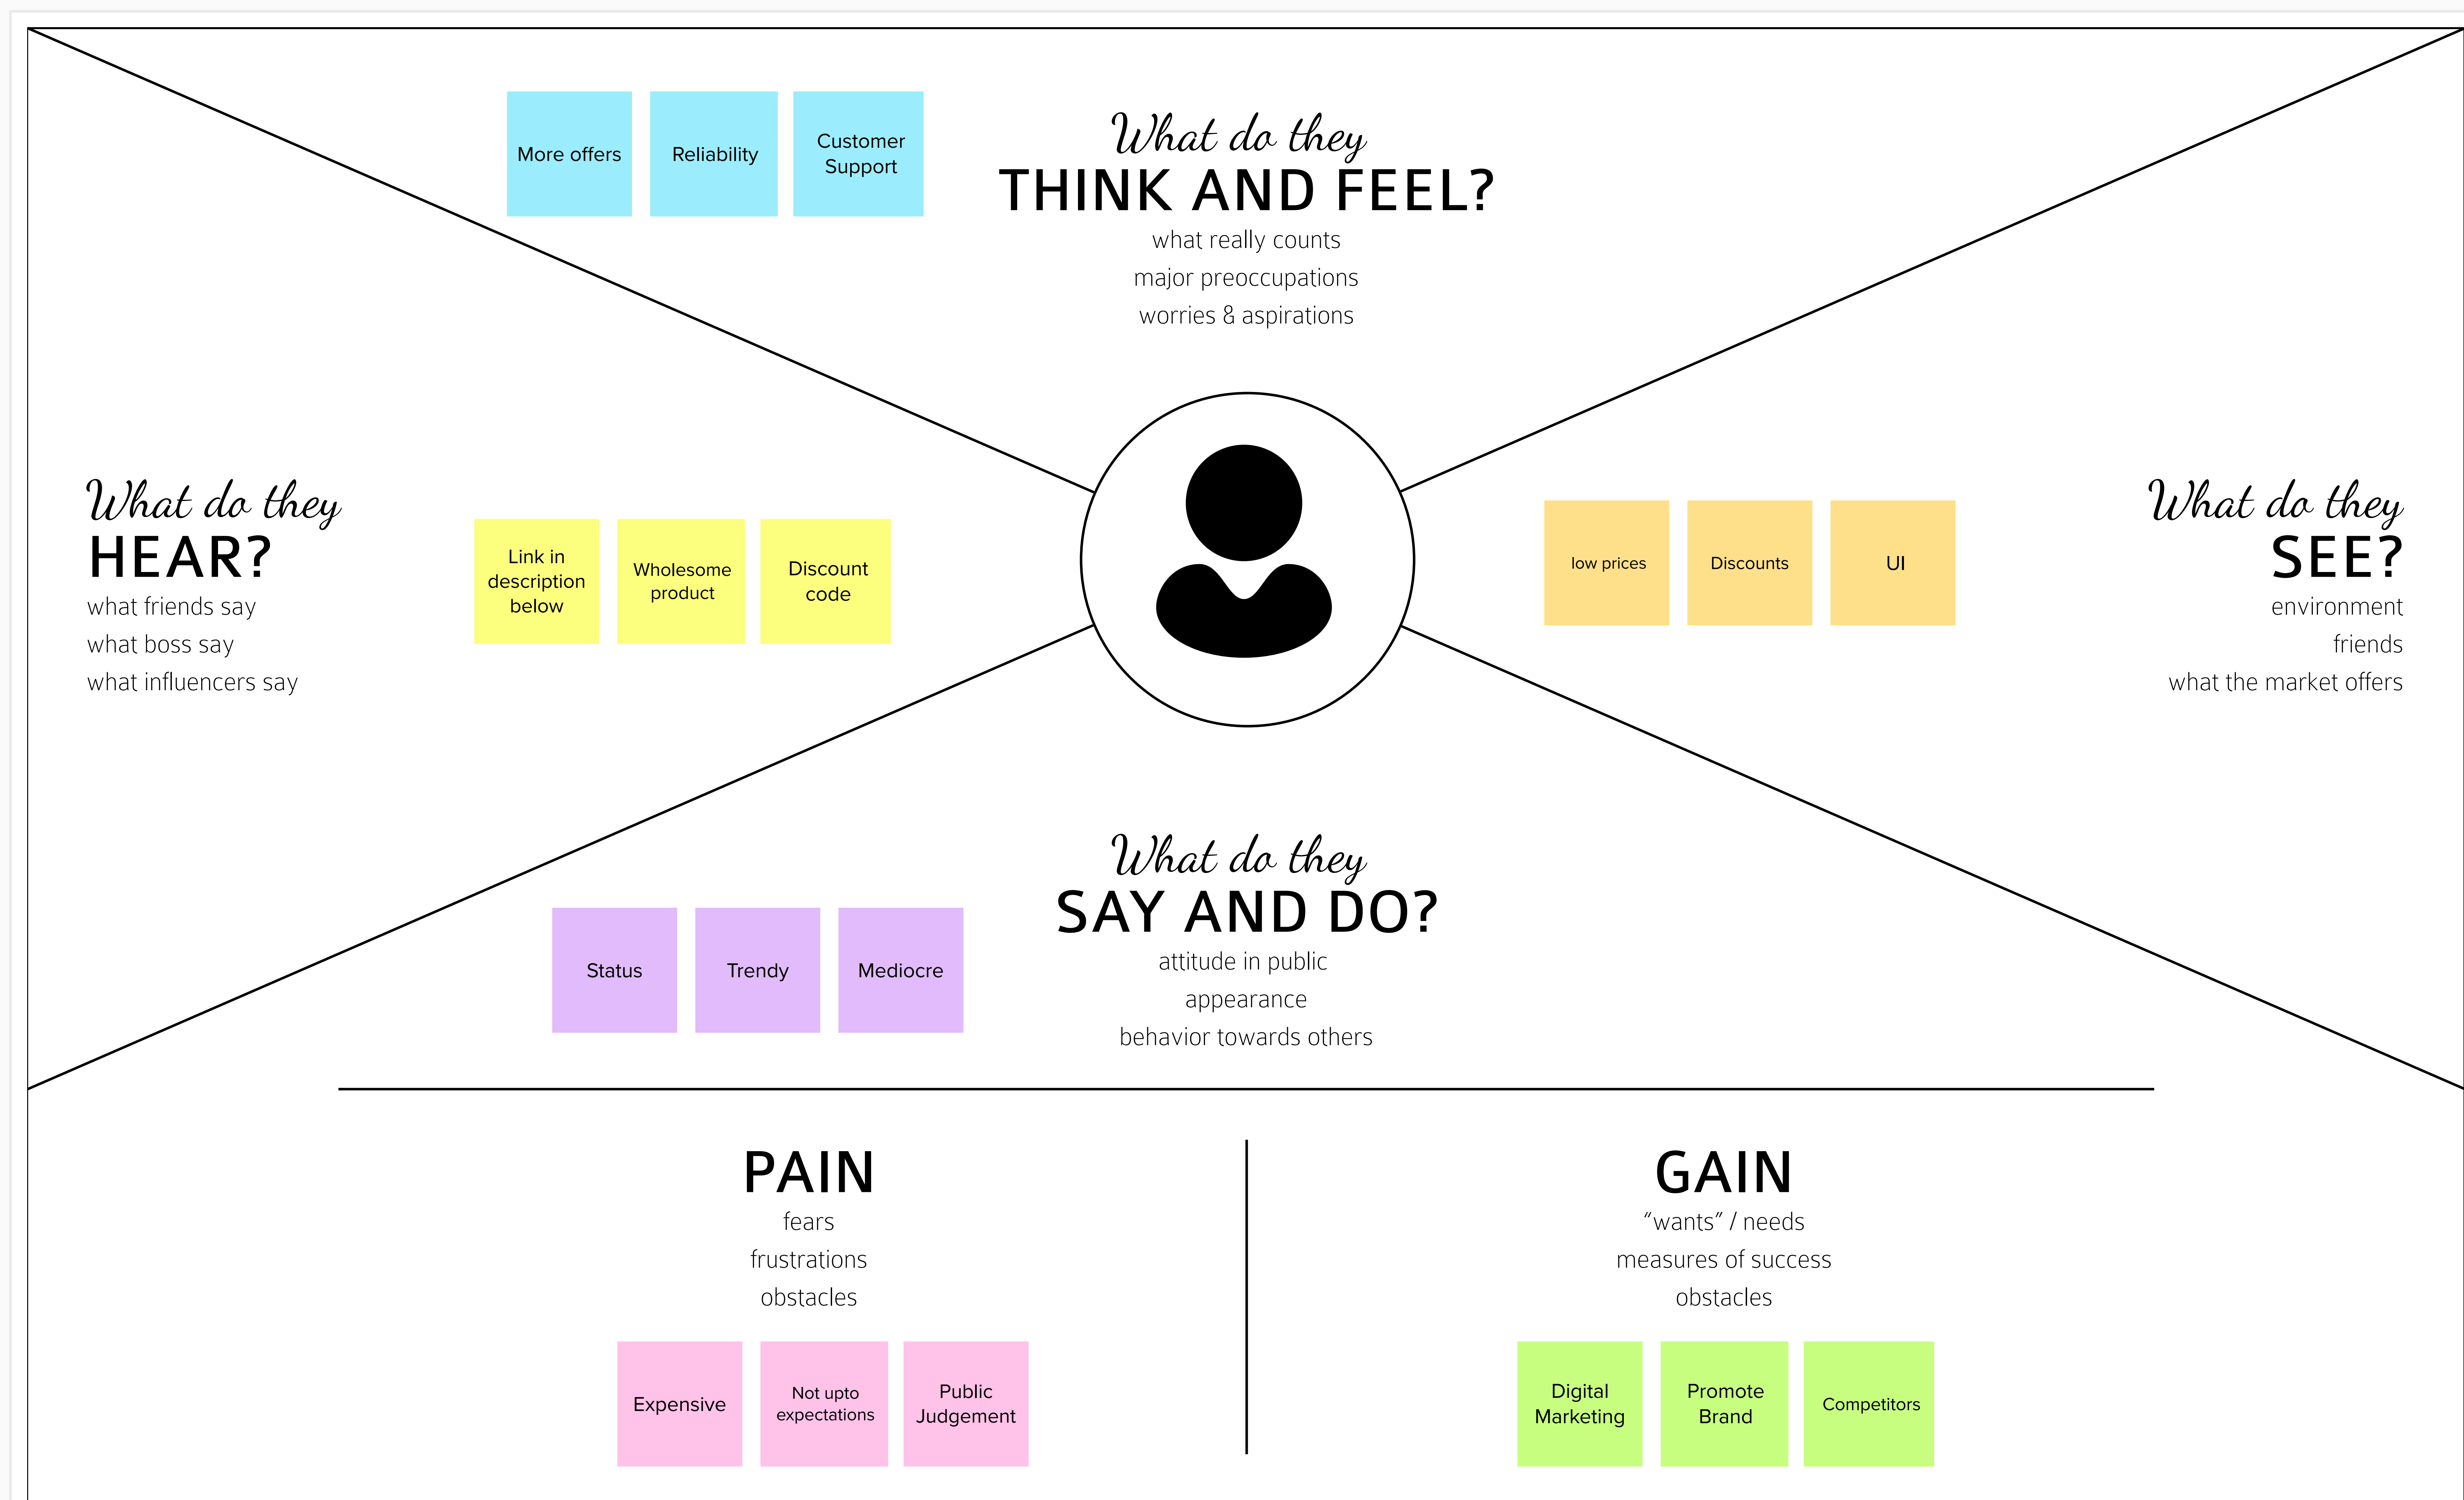 More offers
Reliability
Customer
Support
What do they
THINK AND FEEL?
what really counts
major preoccupations
worries & aspirations
What do they
HEAR?
what friends say
what boss say
what influencers say
Link in
description
below
Wholesome
product
Discount
code
low prices
Discounts
UI
What do they
SEE?
environment
friends
what the market offers
What do they
SAY AND DO?
attitude in public
appearance
behavior towards others
Status
Trendy
Mediocre
PAIN
fears
frustrations
obstacles
Expensive
Not upto
expectations
Public
Judgement
GAIN
“wants” / needs
measures of success
obstacles
Digital
Marketing
Promote
Brand
Competitors